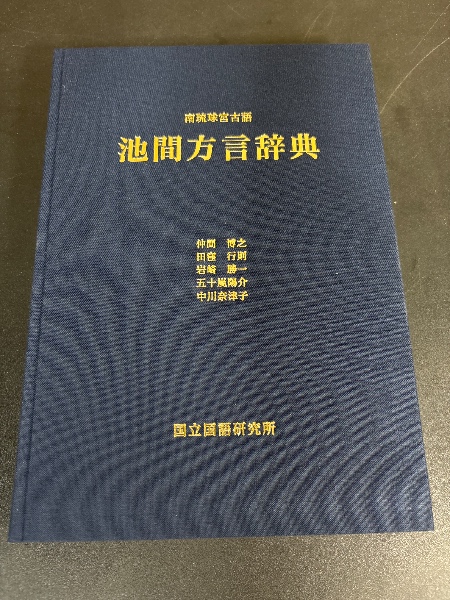 南琉球宮古語
池間方言辞典
仲間 博之
田窪 行則
岩崎 勝一
五十嵐陽介
中川奈津子
国立国語研究所